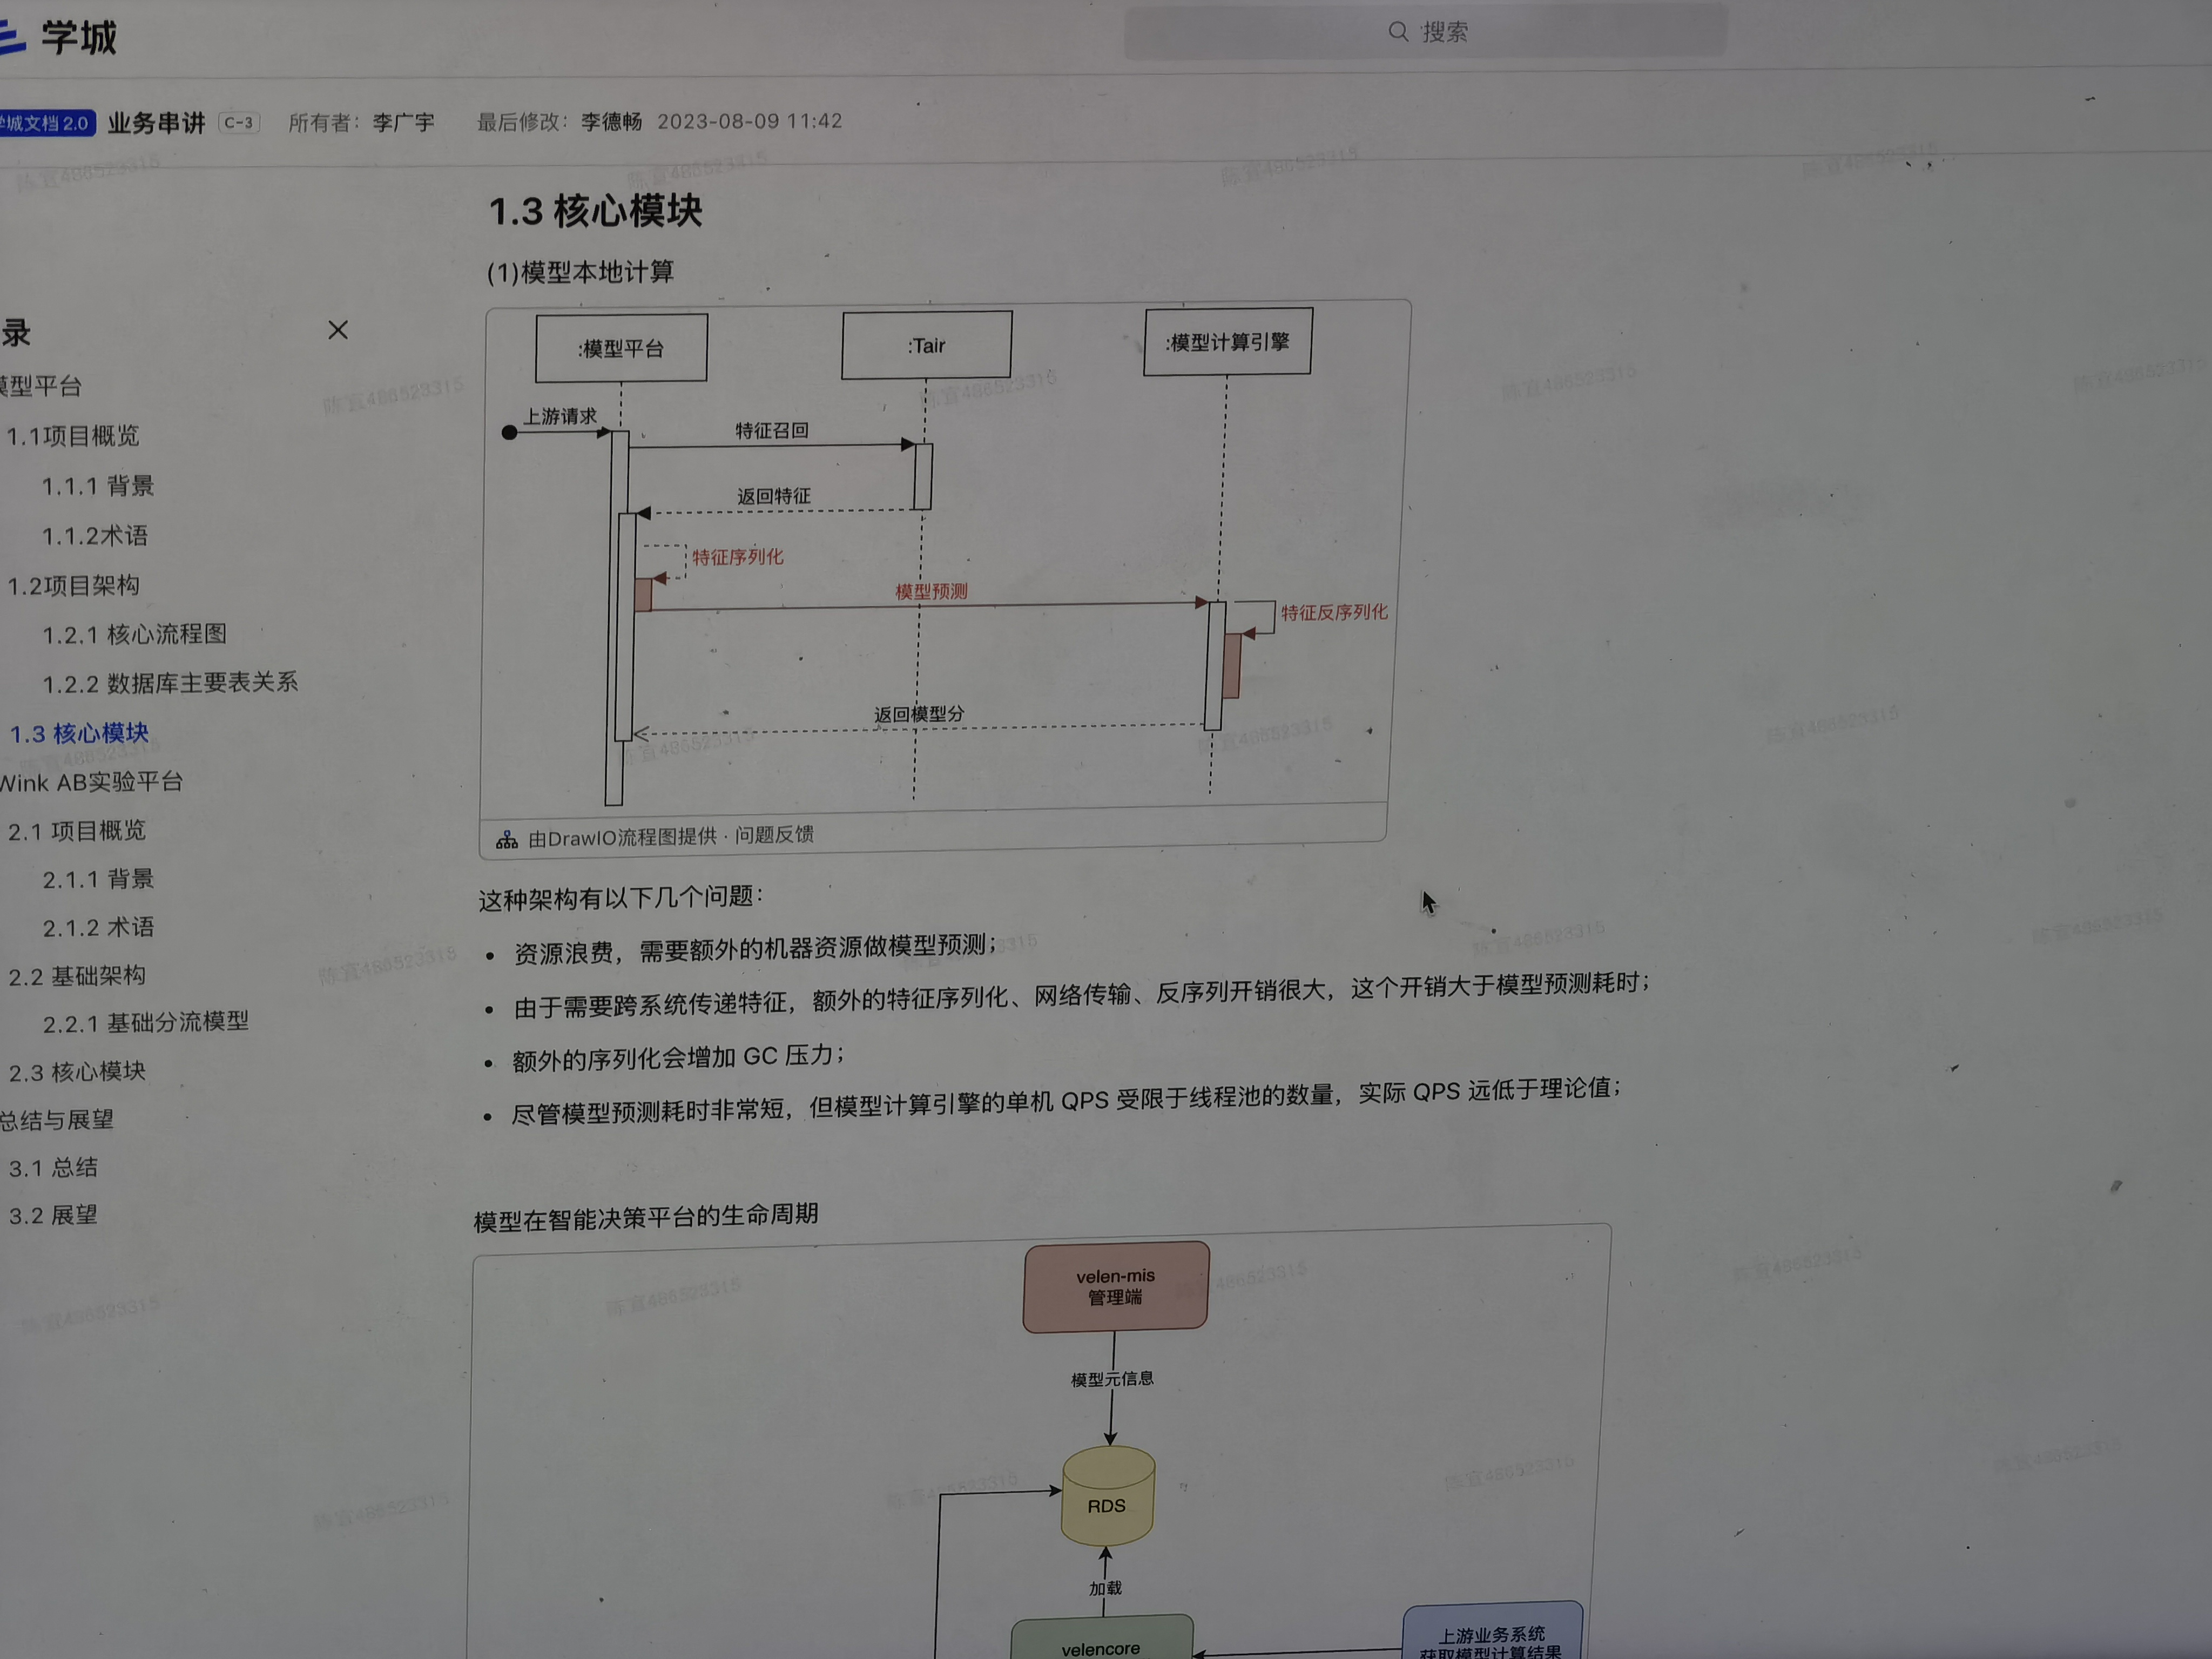 学城
搜索
学城文档 2.0 业务串讲 C-3 所有者：李广宇 最后修改：李德畅 2023-08-09 11:42
录
模型平台
1.1项目概览
1.1.1 背景
1.1.2术语
1.2项目架构
1.2.1 核心流程图
1.2.2 数据库主要表关系
1.3 核心模块
Wink AB实验平台
2.1 项目概览
2.1.1 背景
2.1.2 术语
2.2 基础架构
2.2.1 基础分流模型
2.3 核心模块
总结与展望
3.1 总结
3.2 展望
1.3 核心模块
(1)模型本地计算
:模型平台
:Tair
:模型计算引擎
上游请求
特征召回
返回特征
特征序列化
模型预测
特征反序列化
返回模型分
由DrawIO流程图提供 · 问题反馈
这种架构有以下几个问题：
• 资源浪费，需要额外的机器资源做模型预测；
• 由于需要跨系统传递特征，额外的特征序列化、网络传输、反序列开销很大，这个开销大于模型预测耗时；
• 额外的序列化会增加 GC 压力；
• 尽管模型预测耗时非常短，但模型计算引擎的单机 QPS 受限于线程池的数量，实际 QPS 远低于理论值；
模型在智能决策平台的生命周期
velen-mis
管理端
模型元信息
RDS
加载
velencore
上游业务系统
获取模型计算结果